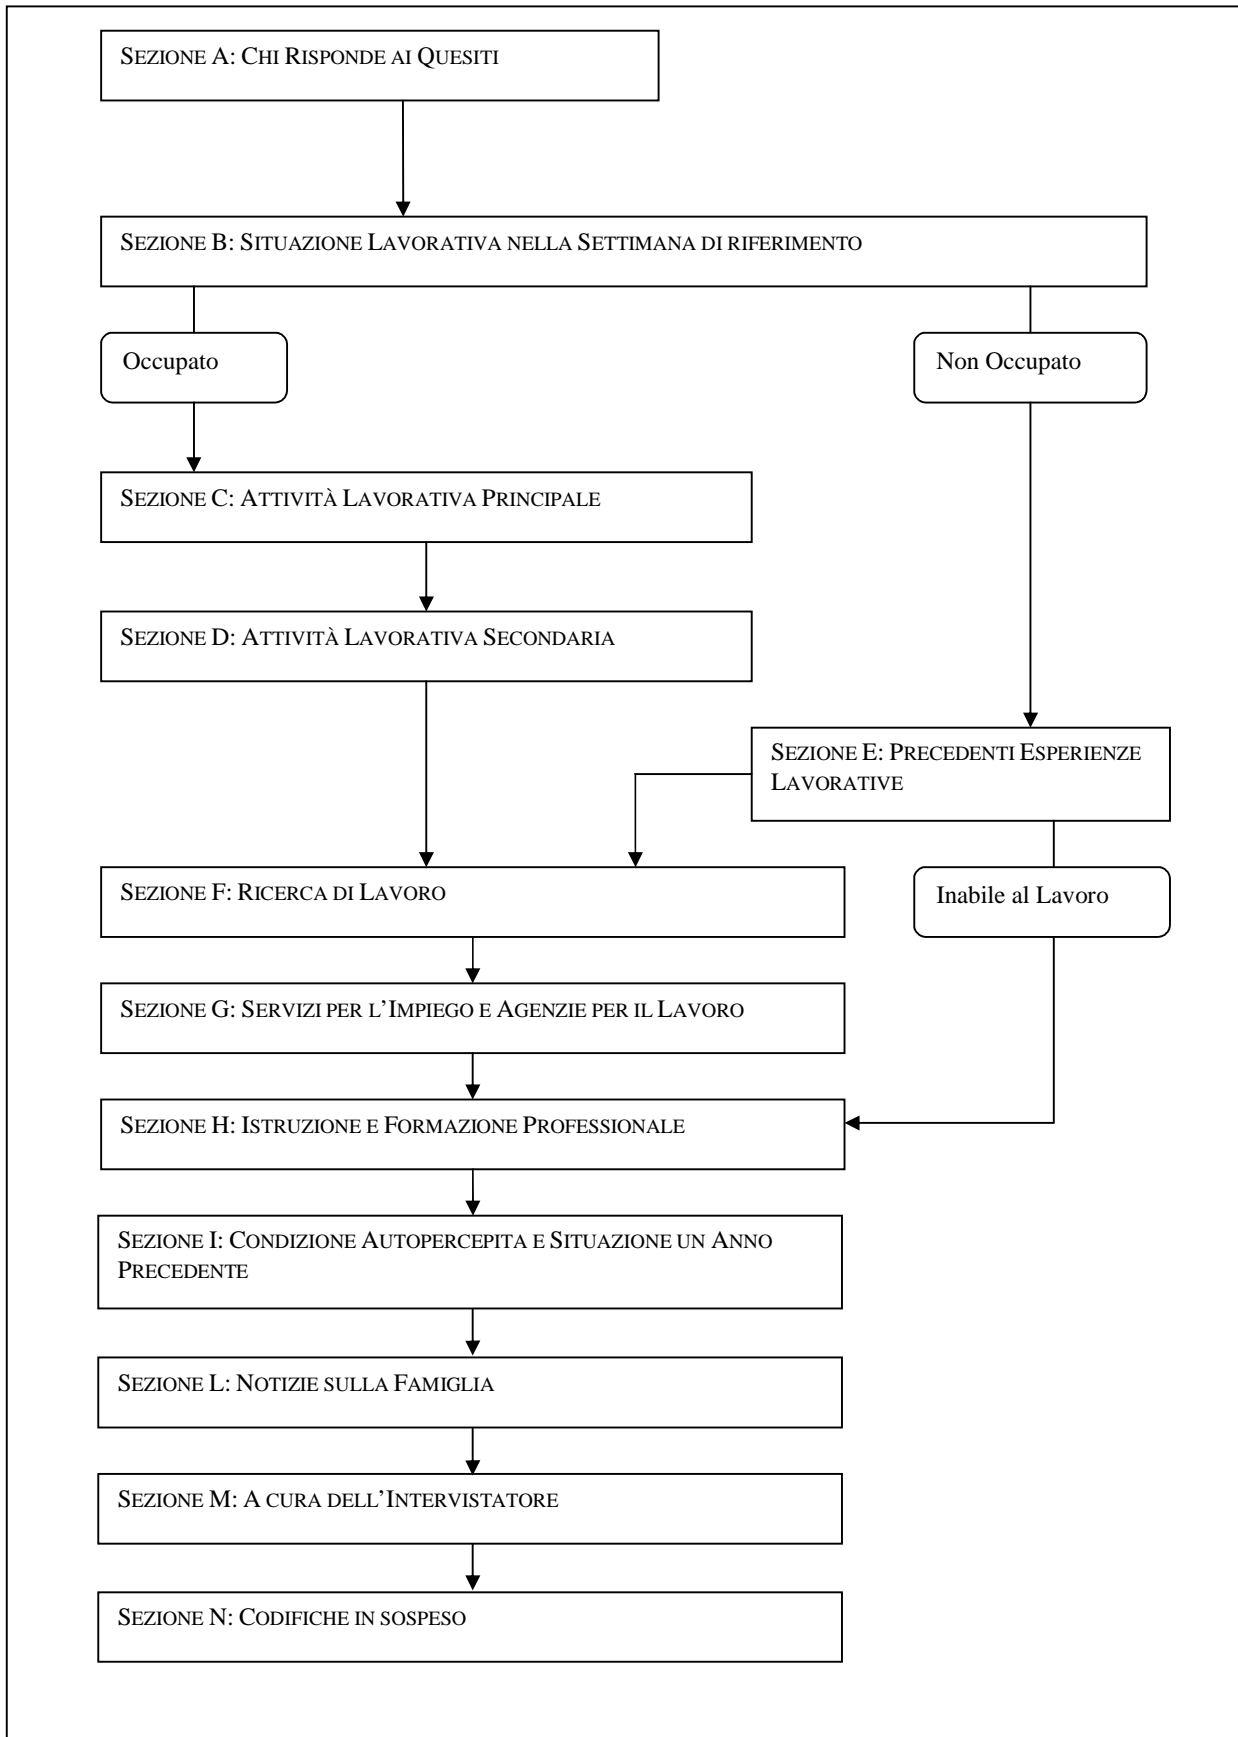 SEZIONE A: CHI RISPONDE AI QUESITI
SEZIONE B: SITUAZIONE LAVORATIVA NELLA SETTIMANA DI RIFERIMENTO
Occupato
Non Occupato
SEZIONE C: ATTIVITÀ LAVORATIVA PRINCIPALE
SEZIONE D: ATTIVITÀ LAVORATIVA SECONDARIA
SEZIONE E: PRECEDENTI ESPERIENZE
LAVORATIVE
SEZIONE F: RICERCA DI LAVORO
Inabile al Lavoro
SEZIONE G: SERVIZI PER L'IMPIEGO E AGENZIE PER IL LAVORO
SEZIONE H: ISTRUZIONE E FORMAZIONE PROFESSIONALE
SEZIONE I: CONDIZIONE AUTOPERCEPITA E SITUAZIONE UN ANNO
PRECEDENTE
SEZIONE L: NOTIZIE SULLA FAMIGLIA
SEZIONE M: A CURA DELL'INTERVISTATORE
SEZIONE N: CODIFICHE IN SOSPESO